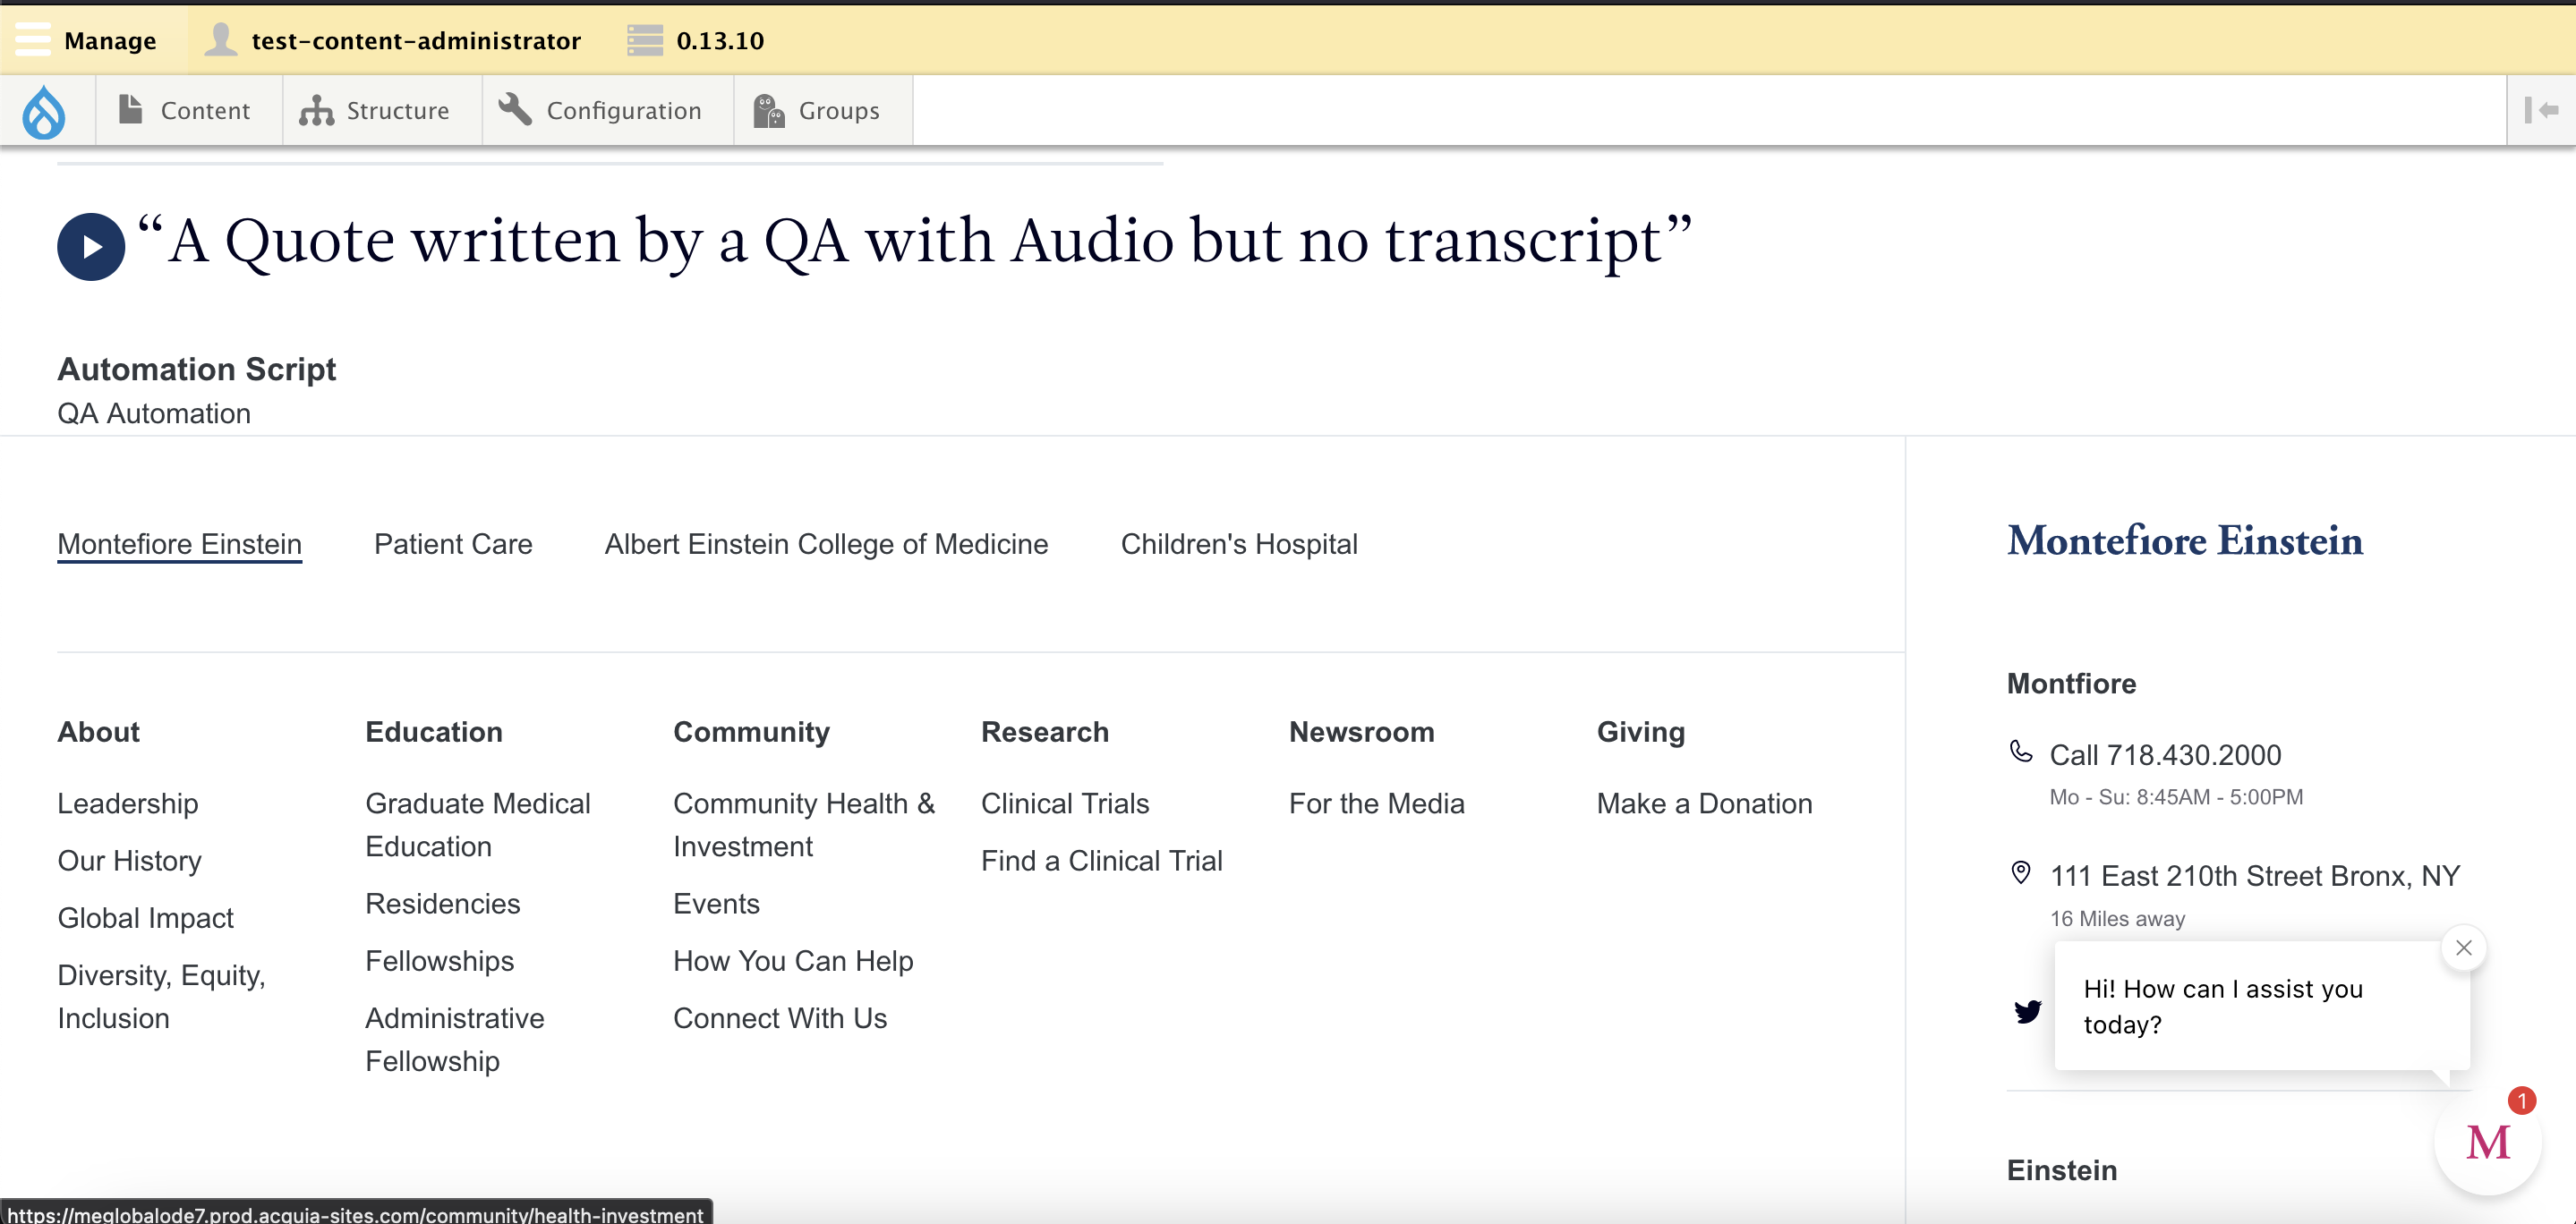 Manage test-content-administrator 0.13.10
Content Structure Configuration Groups
“A Quote written by a QA with Audio but no transcript”
Automation Script
QA Automation
Montefiore Einstein Patient Care Albert Einstein College of Medicine Children's Hospital
About
Leadership
Our History
Global Impact
Diversity, Equity,
Inclusion
Education
Graduate Medical
Education
Residencies
Fellowships
Administrative
Fellowship
Community
Community Health &
Investment
Events
How You Can Help
Connect With Us
Research
Clinical Trials
Find a Clinical Trial
Newsroom
For the Media
Giving
Make a Donation
Montefiore Einstein
Montfiore
Call 718.430.2000
Mo - Su: 8:45AM - 5:00PM
111 East 210th Street Bronx, NY
16 Miles away
Hi! How can I assist you
today?
1
M
Einstein
https://meglobalode7.prod.acquia-sites.com/community/health-investment